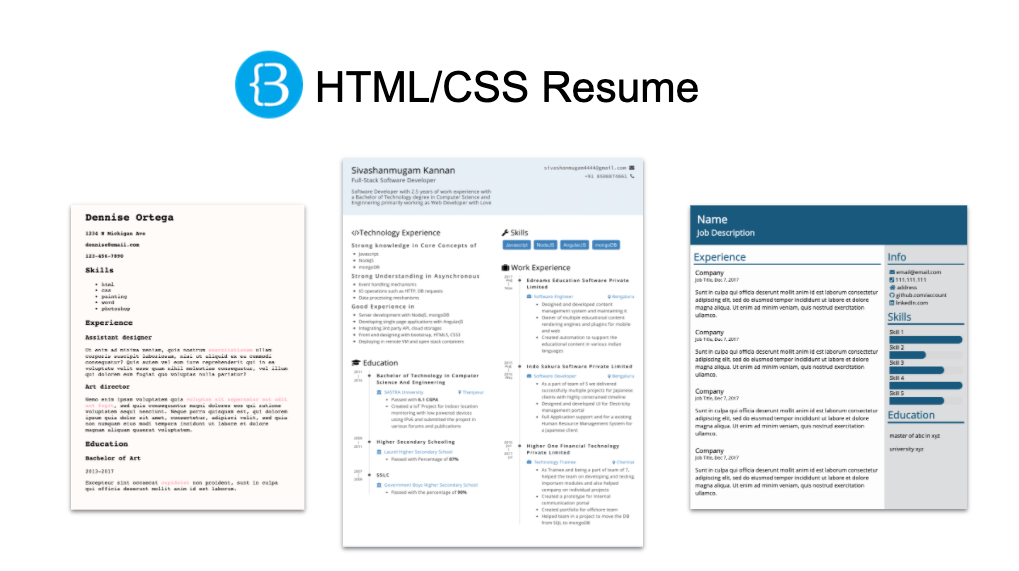 HTML/CSS Resume
Dennise Ortega
1234 N Michigan Ave
dennise@email.com
123-456-7890
Skills
html
css
painting
word
photoshop
Experience
Assistant designer
Ut enim ad minima veniam, quis nostrum exercitationem ullam
corporis suscipit laboriosam, nisi ut aliquid ex ea commodi
consequatur? Quis autem vel eum iure reprehenderit qui in ea
voluptate velit esse quam nihil molestiae consequatur, vel illum
qui dolorem eum fugiat quo voluptas nulla pariatur?
Art director
Nemo enim ipsam voluptatem quia voluptas sit aspernatur aut odit
aut fugit, sed quia consequuntur magni dolores eos qui ratione
voluptatem sequi nesciunt. Neque porro quisquam est, qui dolorem
ipsum quia dolor sit amet, consectetur, adipisci velit, sed quia
non numquam eius modi tempora incidunt ut labore et dolore
magnam aliquam quaerat voluptatem.
Education
Bachelor of Art
2013-2017
Excepteur sint occaecat cupidatat non proident, sunt in culpa
qui officia deserunt mollit anim id est laborum.
Sivashanmugam Kannan
Full-Stack Software Developer
Software Developer with 2.5 years of work experience with
a Bachelor of Technology degree in Computer Science and
Engineering primarily working as Web Developer with Love
</>Technology Experience
Strong knowledge in Core Concepts of
Javascript
NodeJS
mongoDB
Strong Understanding in Asynchronous
Event handling mechanisms
IO operations such as HTTP, DB requests
Data processing mechanisms
Good Experience in
Server development with NodeJS, mongoDB
Developing single page applications with AngularJS
Integrating 3rd party API, cloud storages
Front end designing with bootstrap, HTML5, CSS3
Deploying in remote VM and open stack containers
Education
Bachelor of Technology in Computer
Science And Engineering
SASTRA University Thanjavur
Passed with 6.1 CGPA
Created a IoT Project for indoor location
monitoring with low powered devices
using IPv6 and submitted the project in
various forums and publications
Higher Secondary Schooling
Laurel Higher Secondary School
Passed with Percentage of 87%
SSLC
Government Boys Higher Secondary School
Passed with the percentage of 90%
Skills
Javascript NodeJS AngularJS mongoDB
Work Experience
Edreams Education Software Private
Limited
Software Engineer Bengaluru
Designed and developed content
management system and maintaining it
Owner of multiple educational content
rendering engines and plugins for mobile
and web
Created automation to support the
educational content in various Indian
languages
Indo Sakura Software Private Limited
Software Developer Bengaluru
As a part of team of 5 we delivered
successfully multiple projects for Japanese
clients with highly constrained timeline
Designed and developed UI for Electricity
management portal
Full Application support and for a existing
Human Resource Management System for
a Japanese client
Higher One Financial Technology
Private Limited
Technology Trainee Chennai
As Trainee and being a part of team of 7,
helped the team on developing and testing
important modules and also helped
company on individual projects
Created a prototype for internal
communication portal
Created portfolio for offshore team
Helped team in a project to move the DB
from SQL to mongoDB
Name
Job Description
Experience
Company
Job Title, Dec 7, 2017
Sunt in culpa qui officia deserunt mollit anim id est laborum consectetur
adipiscing elit, sed do eiusmod tempor incididunt ut labore et dolore
magna aliqua. Ut enim ad minim veniam, quis nostrud exercitation
ullamco.
Company
Job Title, Dec 7, 2017
Sunt in culpa qui officia deserunt mollit anim id est laborum consectetur
adipiscing elit, sed do eiusmod tempor incididunt ut labore et dolore
magna aliqua. Ut enim ad minim veniam, quis nostrud exercitation
ullamco.
Company
Job Title, Dec 7, 2017
Sunt in culpa qui officia deserunt mollit anim id est laborum consectetur
adipiscing elit, sed do eiusmod tempor incididunt ut labore et dolore
magna aliqua. Ut enim ad minim veniam, quis nostrud exercitation
ullamco.
Company
Job Title, Dec 7, 2017
Sunt in culpa qui officia deserunt mollit anim id est laborum consectetur
adipiscing elit, sed do eiusmod tempor incididunt ut labore et dolore
magna aliqua. Ut enim ad minim veniam, quis nostrud exercitation
ullamco.
Info
email@email.com
111.111.111
address
github.com/account
linkedin.com
Skills
Skill 1
Skill 2
Skill 3
Skill 4
Skill 5
Education
master of abc in xyz
university xyz